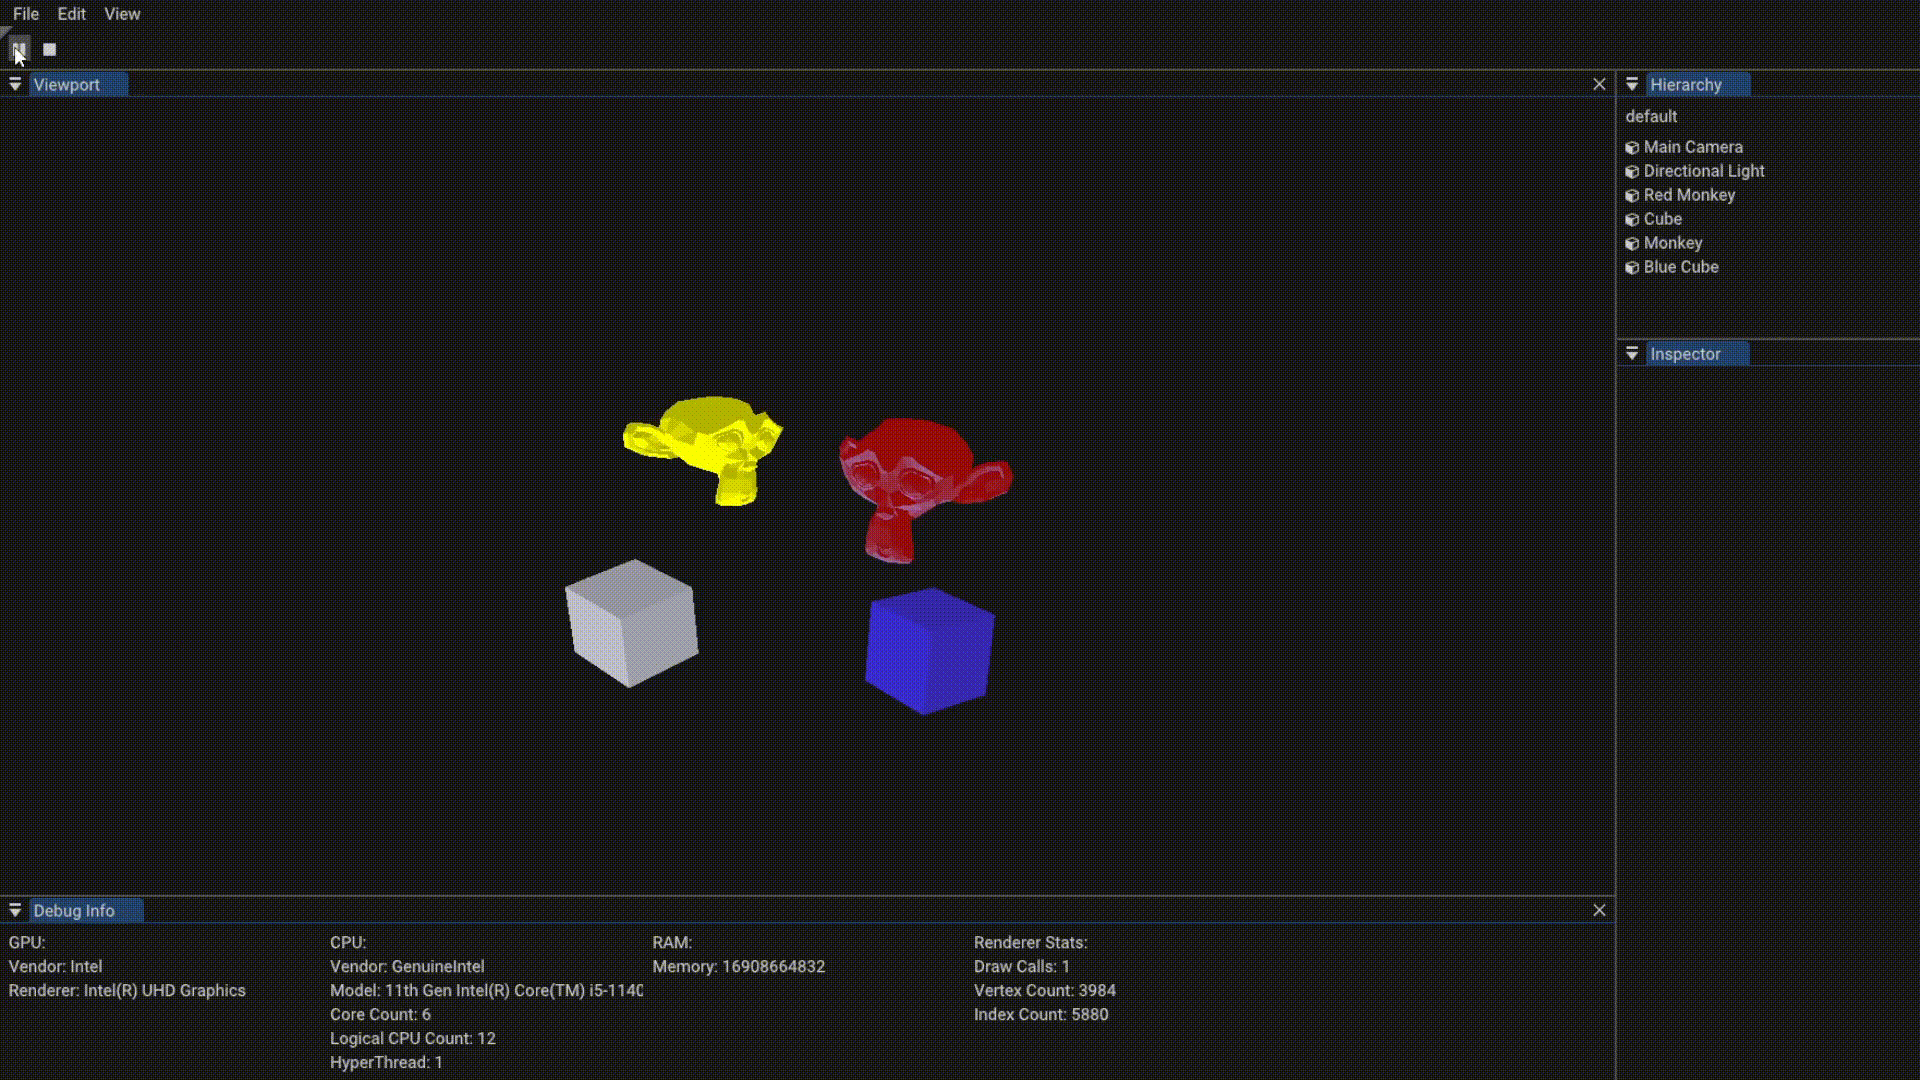 File Edit View
Viewport
Hierarchy
default
Main Camera
Directional Light
Red Monkey
Cube
Monkey
Blue Cube
Inspector
Debug Info
GPU:
Vendor: Intel
Renderer: Intel(R) UHD Graphics
CPU:
Vendor: GenuineIntel
Model: 11th Gen Intel(R) Core(TM) i5-1140
Core Count: 6
Logical CPU Count: 12
HyperThread: 1
RAM:
Memory: 16908664832
Renderer Stats:
Draw Calls: 1
Vertex Count: 3984
Index Count: 5880